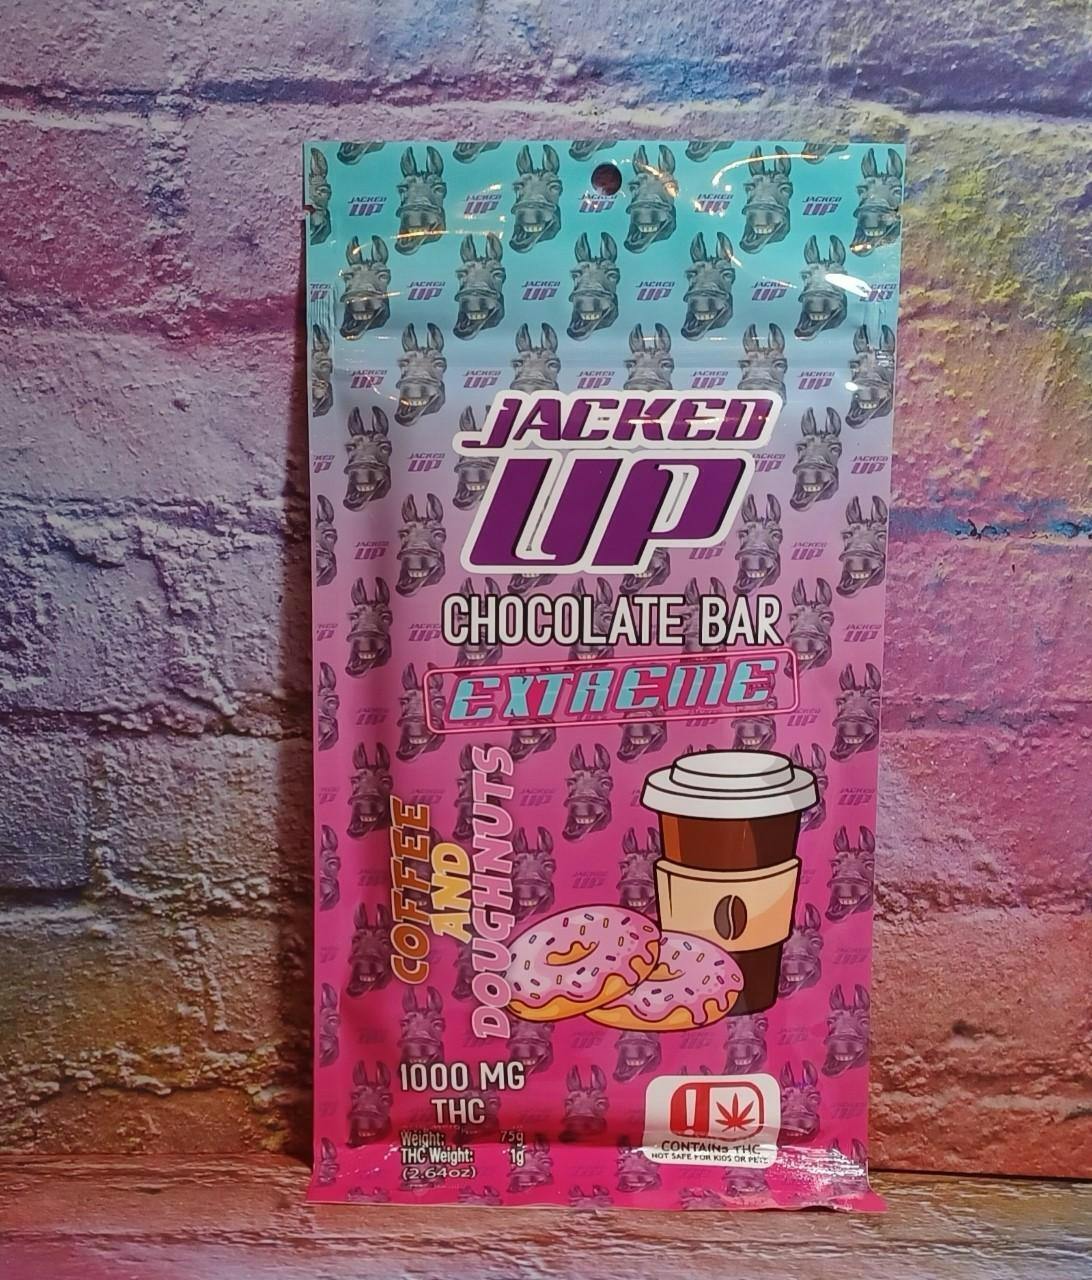 JACKED
UP
CHOCOLATE BAR
EXTREME
COFFEE
AND
DOUGHNUTS
1000 MG
THC
Weight: 75g
THC Weight: 1g
(2.64oz)
CONTAINS THC
NOT SAFE FOR KIDS OR PETS